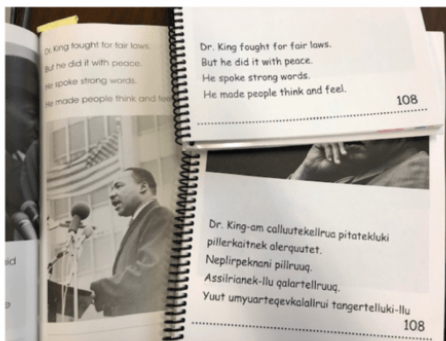 Dr. King fought for fair laws.
But he did it with peace.
He spoke strong words.
He made people think and feel
Dr. King fought for fair laws.
But he did it with peace.
He spoke strong words.
He made people think and feel.
108
Dr. King-am calluutekellrua pitatekluki
pillerkaitnek alerquutet.
Neplirpeknani pillruuq.
Assilrianek-llu qalartellruuq.
Yuut umyuarteqevkalallrui tangertelluki-llu
108